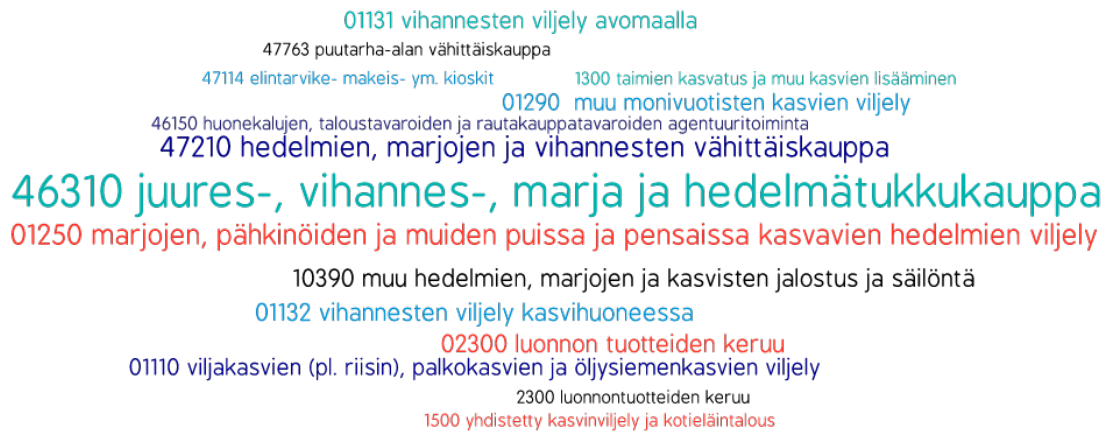 01131 vihannesten viljely avomaalla
47763 puutarha-alan vähittäiskauppa
47114 elintarvike- makeis- ym. kioskit
1300 taimien kasvatus ja muu kasvien lisääminen
01290 muu monivuotisten kasvien viljely
46150 huonekalujen, taloustavaroiden ja rautakauppatavaroiden agentuuritoiminta
47210 hedelmien, marjojen ja vihannesten vähittäiskauppa
46310 juures-, vihannes-, marja ja hedelmätukkukauppa
01250 marjojen, pähkinöiden ja muiden puissa ja pensaissa kasvavien hedelmien viljely
10390 muu hedelmien, marjojen ja kasvisten jalostus ja säilöntä
01132 vihannesten viljely kasvihuoneessa
02300 luonnon tuotteiden keruu
01110 viljakasvien (pl. riisin), palkokasvien ja öljysiemenkasvien viljely
2300 luonnontuotteiden keruu
1500 yhdistetty kasvinviljely ja kotieläintalous